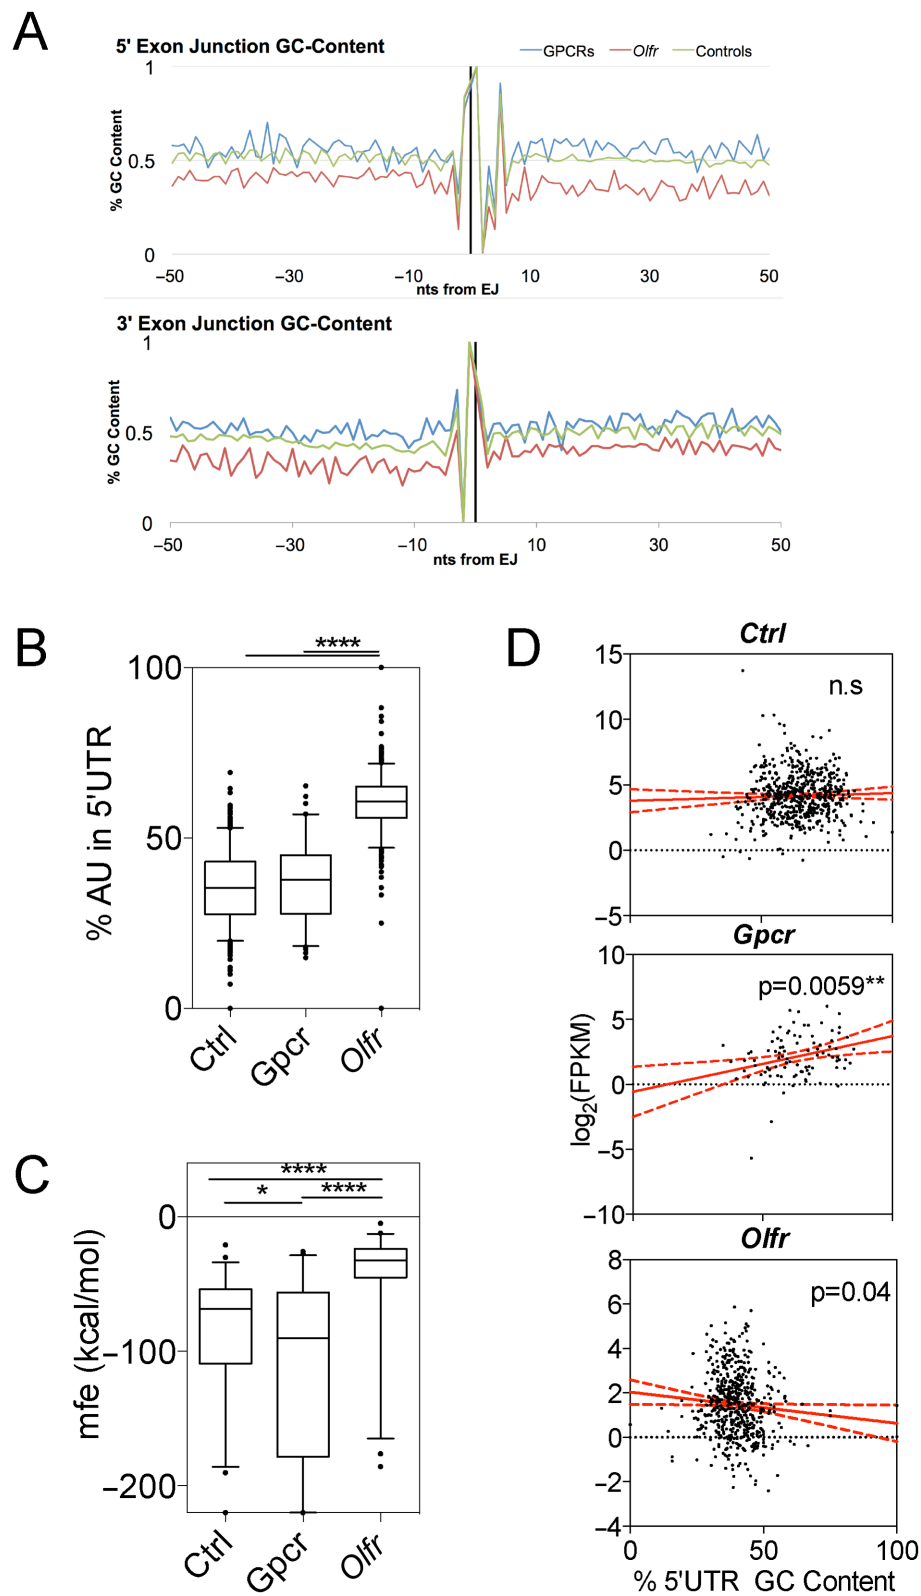 A
5' Exon Junction GC-Content
GPCRs Olfr Controls
% GC Content
1
0.5
0
–50 –30 –10 10 30 50
nts from EJ
3' Exon Junction GC-Content
% GC Content
1
0.5
0
–50 –30 –10 10 30 50
nts from EJ
B
****
% AU in 5'UTR
100
50
0
Ctrl Gpcr Olfr
C
****
* ****
mfe (kcal/mol)
0
–100
–200
Ctrl Gpcr Olfr
D
Ctrl
n.s
15
10
5
0
–5
Gpcr
p=0.0059**
log2(FPKM)
10
5
0
–5
–10
Olfr
p=0.04
8
6
4
2
0
–2
–4
0 50 100
% 5'UTR GC Content